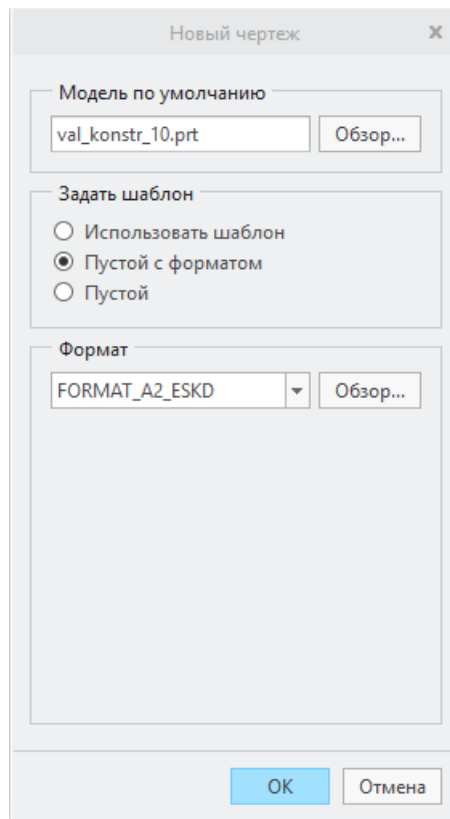 Новый чертеж
Модель по умолчанию
val_konstr_10.prt Обзор...
Задать шаблон
Использовать шаблон
Пустой с форматом
Пустой
Формат
FORMAT_A2_ESKD Обзор...
OK Отмена